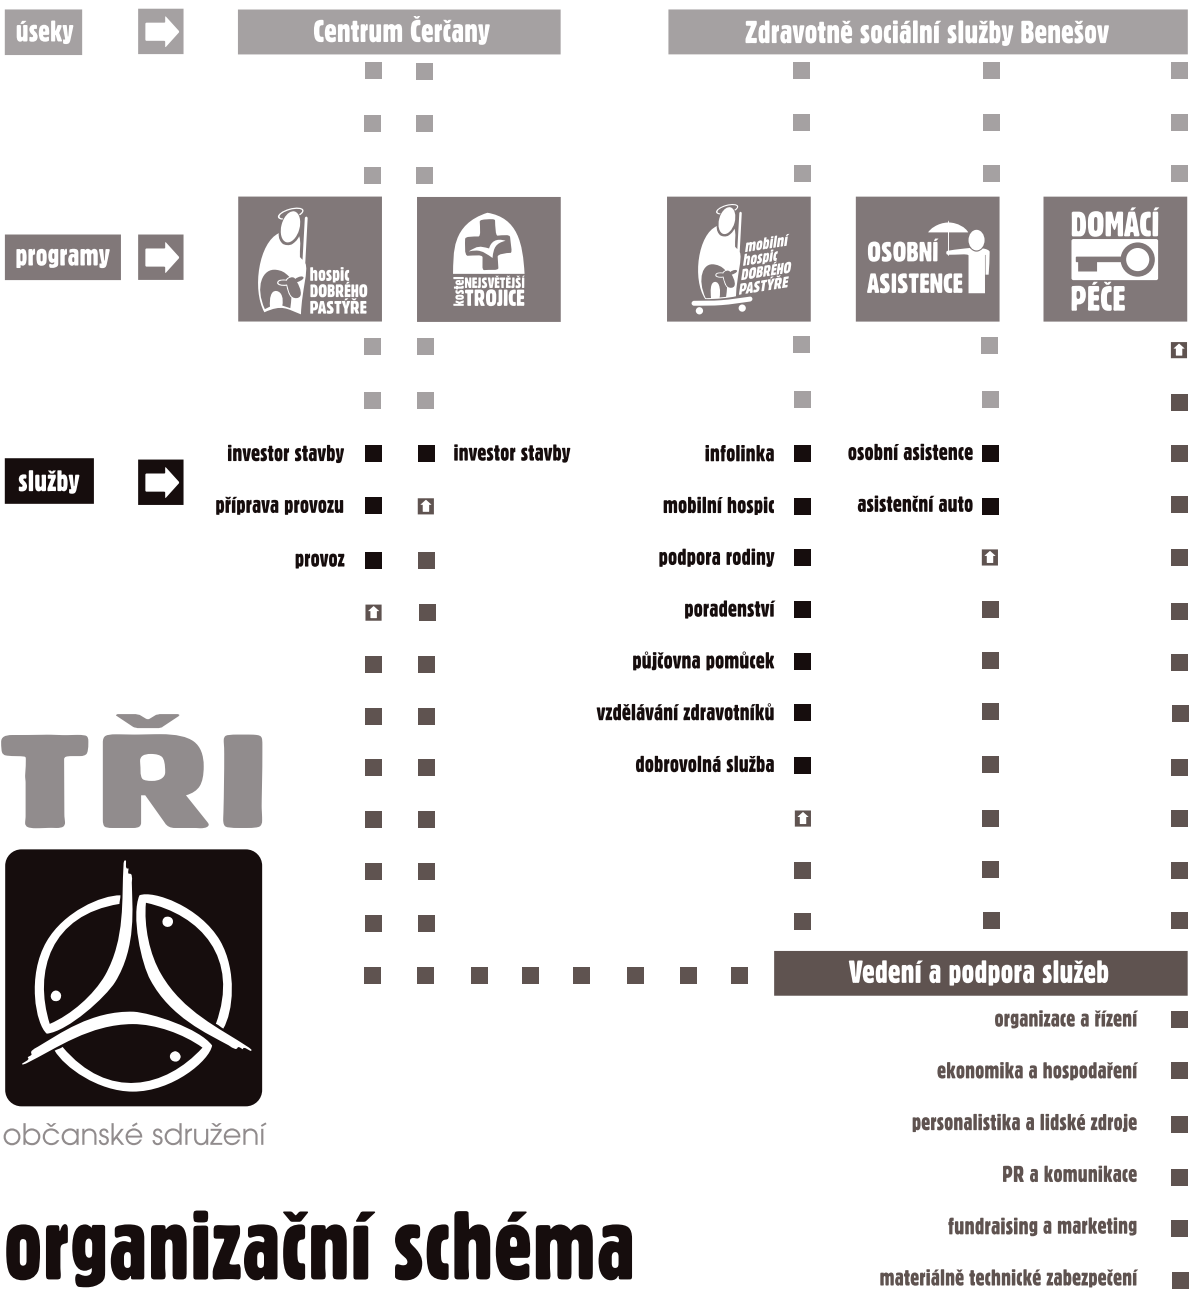 úseky
Centrum Čerčany
Zdravotně sociální služby Benešov
programy
hospic
DOBRÉHO
PASTÝŘE
kostel
NEJSVĚTĚJŠÍ
TROJICE
mobilní
hospic
DOBRÉHO
PASTÝŘE
OSOBNÍ
ASISTENCE
DOMÁCÍ
PÉČE
služby
investor stavby
příprava provozu
provoz
investor stavby
infolinka
mobilní hospic
podpora rodiny
poradenství
půjčovna pomůcek
vzdělávání zdravotníků
dobrovolná služba
osobní asistence
asistenční auto
TŘI
občanské sdružení
Vedení a podpora služeb
organizace a řízení
ekonomika a hospodaření
personalistika a lidské zdroje
PR a komunikace
fundraising a marketing
materiálně technické zabezpečení
organizační schéma